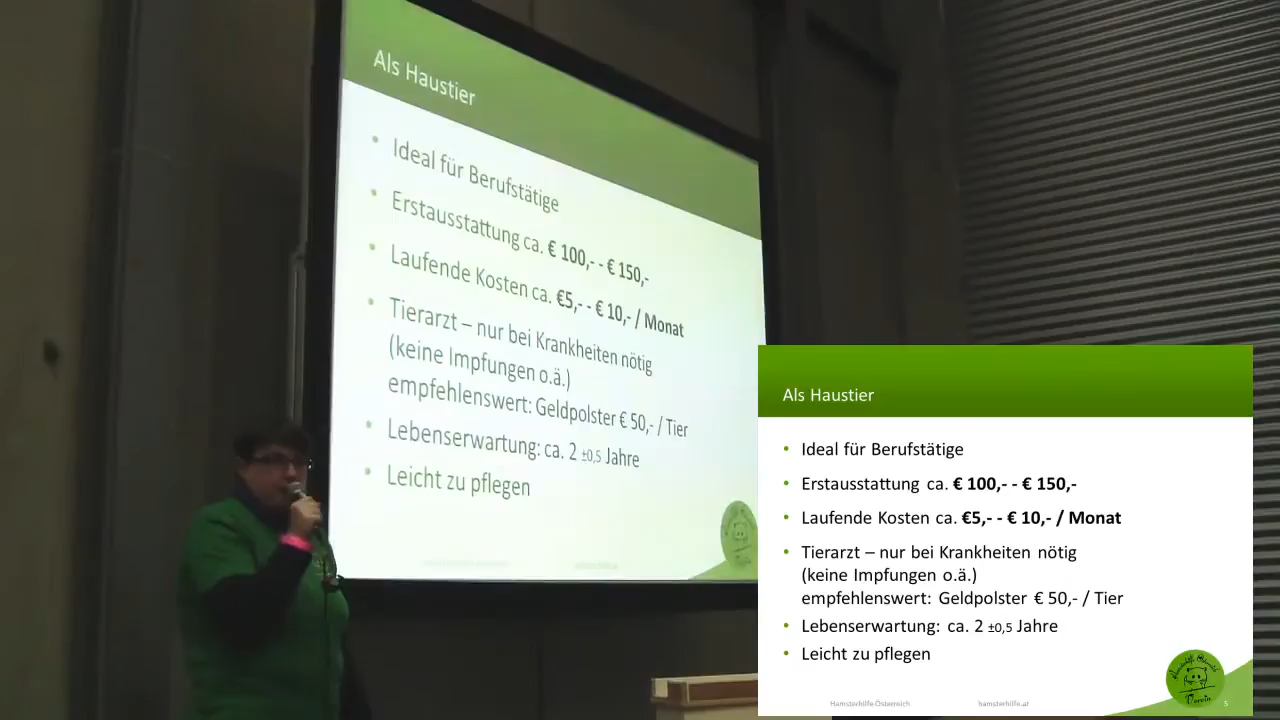 Als Haustier
• Ideal für Berufstätige
• Erstausstattung ca. € 100,- - € 150,-
• Laufende Kosten ca. €5,- - € 10,- / Monat
• Tierarzt – nur bei Krankheiten nötig
(keine Impfungen o.ä.)
empfehlenswert: Geldpolster € 50,- / Tier
• Lebenserwartung: ca. 2 ±0,5 Jahre
• Leicht zu pflegen
Als Haustier
• Ideal für Berufstätige
• Erstausstattung ca. € 100,- - € 150,-
• Laufende Kosten ca. €5,- - € 10,- / Monat
• Tierarzt – nur bei Krankheiten nötig
(keine Impfungen o.ä.)
empfehlenswert: Geldpolster € 50,- / Tier
• Lebenserwartung: ca. 2 ±0,5 Jahre
• Leicht zu pflegen
Verein
Hamsterhilfe Österreich hamsterhilfe.at 5